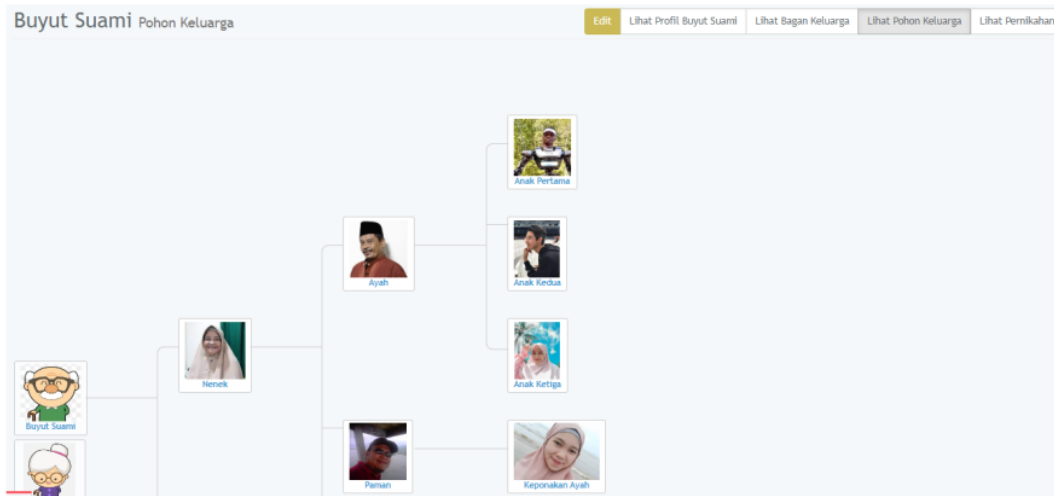 Buyut Suami Pohon Keluarga
Edit Lihat Profil Buyut Suami Lihat Bagan Keluarga Lihat Pohon Keluarga Lihat Pernikahan
Anak Pertama
Ayah
Anak Kedua
Nenek
Anak Ketiga
Buyut Suami
Paman
Keponakan Ayah